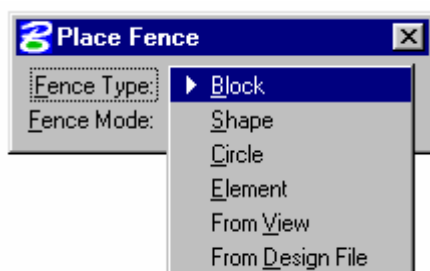 Place Fence
Fence Type:
Block
Fence Mode:
Shape
Circle
Element
From View
From Design File